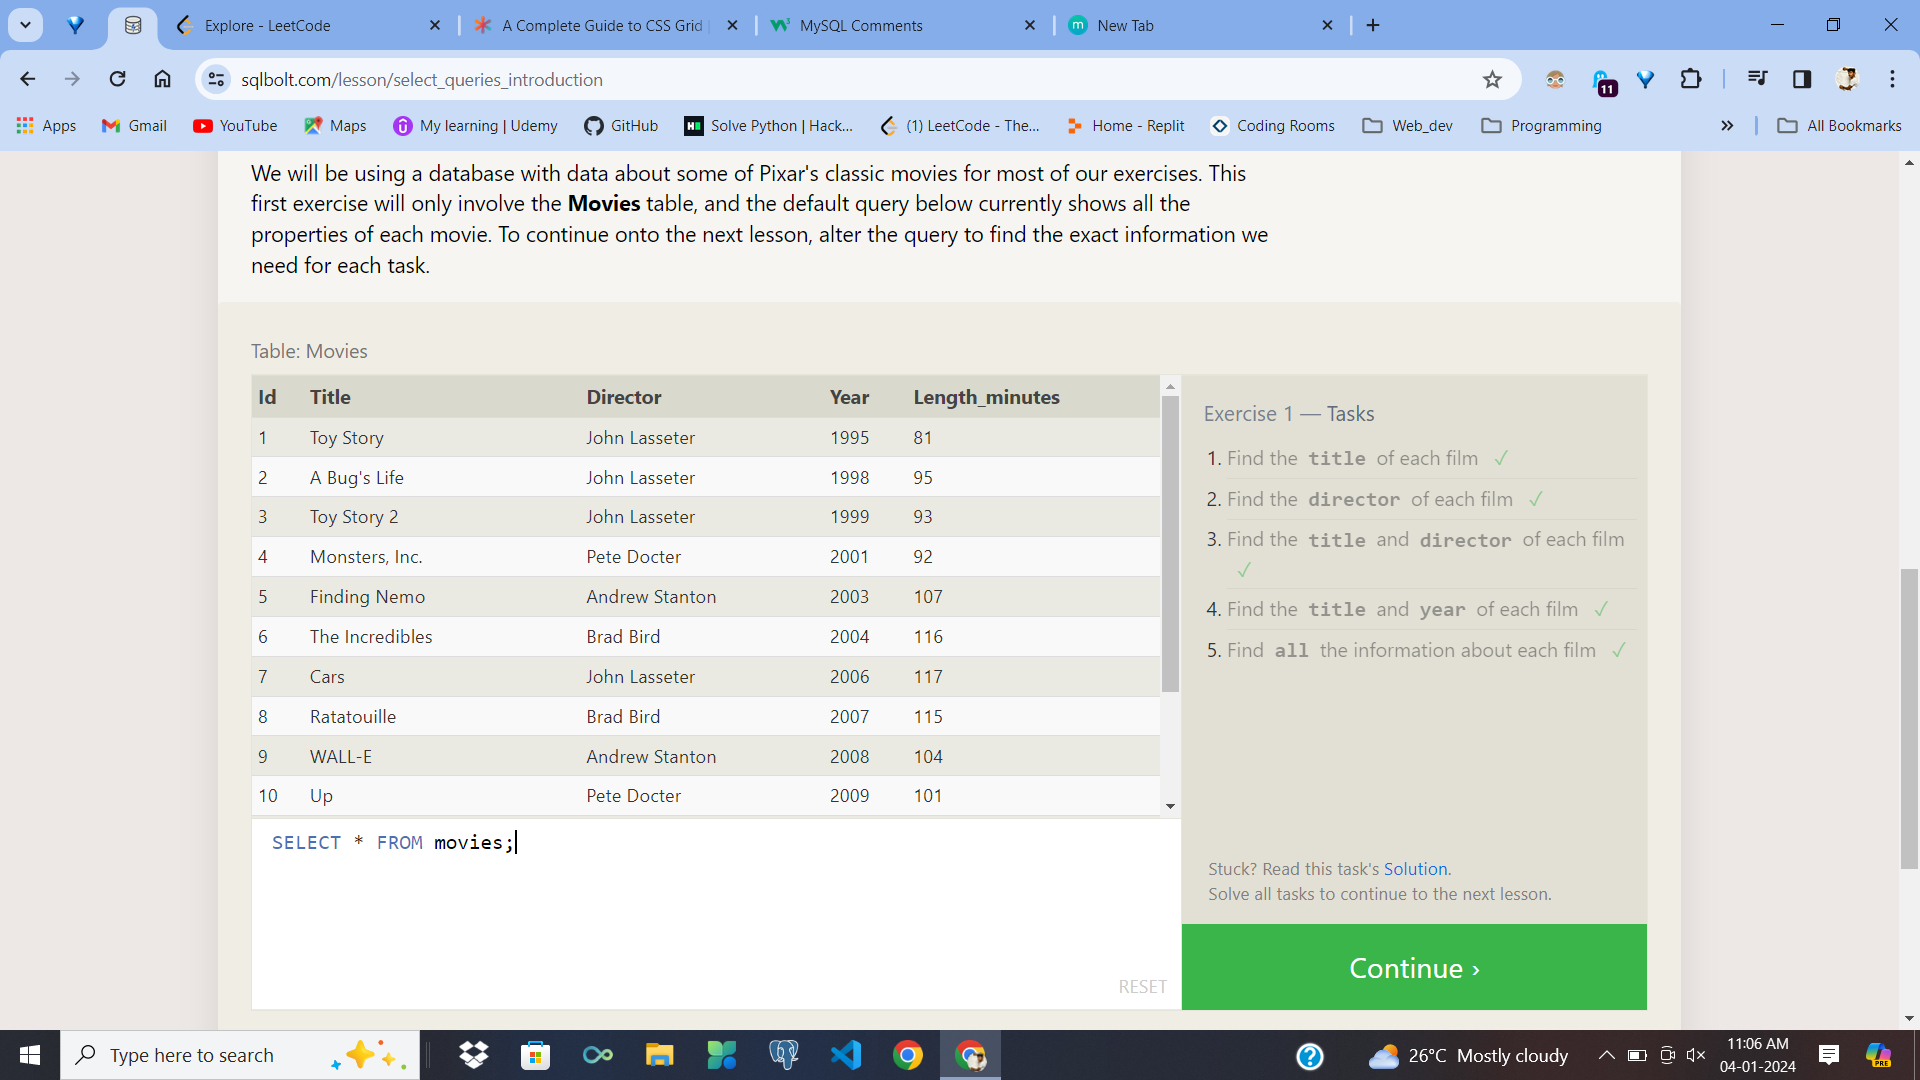 Explore - LeetCode
A Complete Guide to CSS Grid
MySQL Comments
m New Tab
sqlbolt.com/lesson/select_queries_introduction
11
Apps
Gmail
YouTube
Maps
My learning | Udemy
GitHub
Solve Python | Hack...
(1) LeetCode - The...
Home - Replit
Coding Rooms
Web_dev
Programming
All Bookmarks
We will be using a database with data about some of Pixar's classic movies for most of our exercises. This
first exercise will only involve the Movies table, and the default query below currently shows all the
properties of each movie. To continue onto the next lesson, alter the query to find the exact information we
need for each task.
Table: Movies
Id Title Director Year Length_minutes
1 Toy Story John Lasseter 1995 81
2 A Bug's Life John Lasseter 1998 95
3 Toy Story 2 John Lasseter 1999 93
4 Monsters, Inc. Pete Docter 2001 92
5 Finding Nemo Andrew Stanton 2003 107
6 The Incredibles Brad Bird 2004 116
7 Cars John Lasseter 2006 117
8 Ratatouille Brad Bird 2007 115
9 WALL-E Andrew Stanton 2008 104
10 Up Pete Docter 2009 101
SELECT * FROM movies;
RESET
Exercise 1 — Tasks
1. Find the title of each film ✓
2. Find the director of each film ✓
3. Find the title and director of each film
✓
4. Find the title and year of each film ✓
5. Find all the information about each film ✓
Stuck? Read this task's Solution.
Solve all tasks to continue to the next lesson.
Continue ›
Type here to search
26°C Mostly cloudy
11:06 AM
04-01-2024
PRE